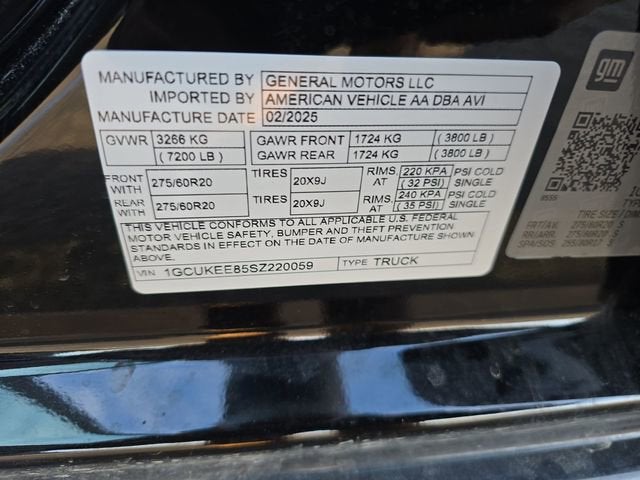 MANUFACTURED BY GENERAL MOTORS LLC
IMPORTED BY AMERICAN VEHICLE AA DBA AVI
MANUFACTURE DATE 02/2025
GVWR 3266 KG GAWR FRONT 1724 KG (3800 LB)
(7200 LB) GAWR REAR 1724 KG (3800 LB)
FRONT WITH 275/60R20 TIRES 20X9J RIMS AT 220 KPA (32 PSI) PSI COLD SINGLE
REAR WITH 275/60R20 TIRES 20X9J RIMS AT 240 KPA (35 PSI) PSI COLD SINGLE
THIS VEHICLE CONFORMS TO ALL APPLICABLE U.S. FEDERAL
MOTOR VEHICLE SAFETY, BUMPER AND THEFT PREVENTION
STANDARDS IN EFFECT ON THE DATE OF MANUFACTURE SHOWN
ABOVE.
VIN 1GCUKEE85SZ220059 TYPE TRUCK
gm
TIRE SIZE
275/60R20 S
275/60R20 S